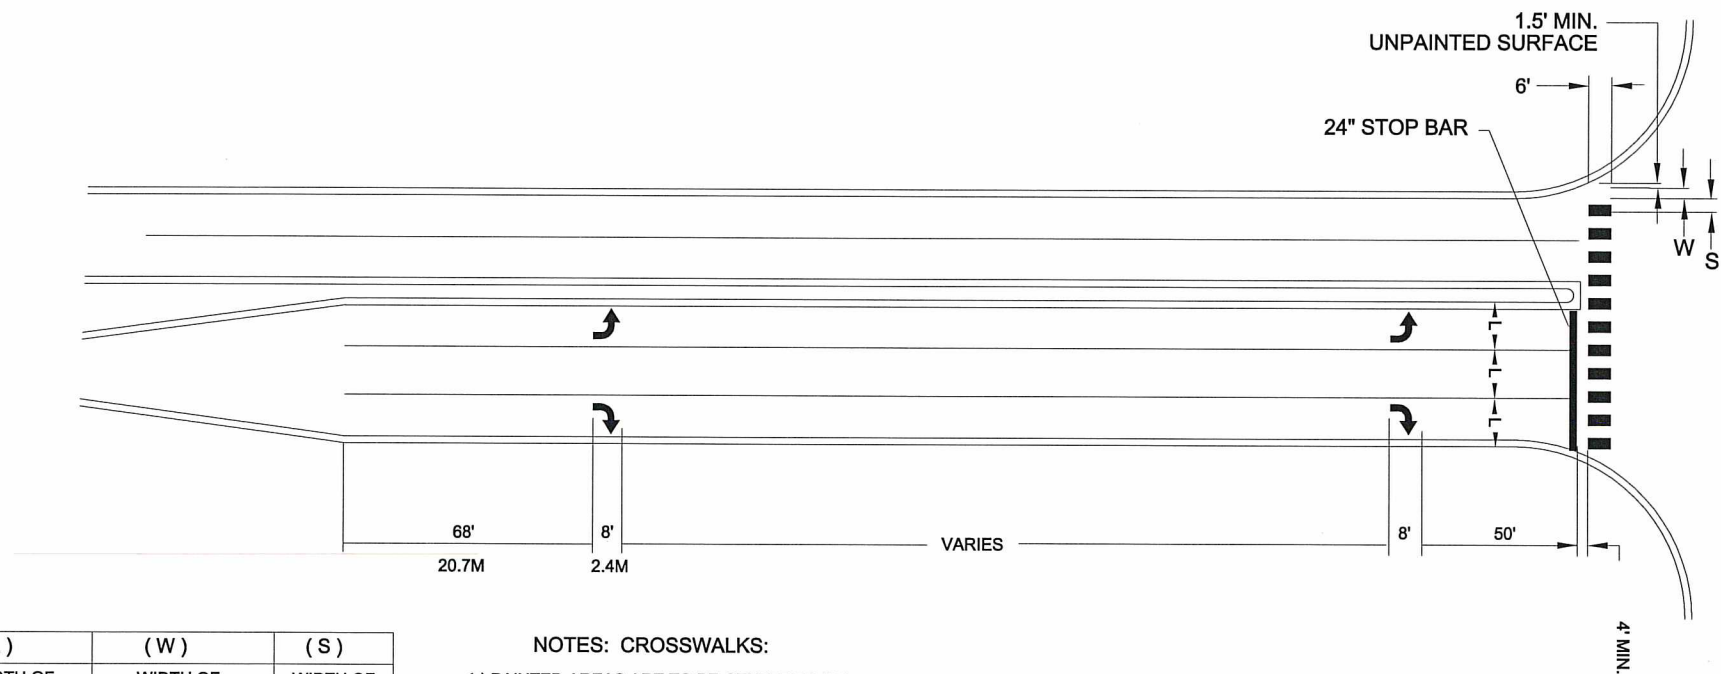 1.5' MIN.
UNPAINTED SURFACE
6'
24" STOP BAR
W
S
L
L
L
68'
8'
VARIES
8'
50'
20.7M
2.4M
4' MIN.
)
( W )
( S )
NOTES: CROSSWALKS: